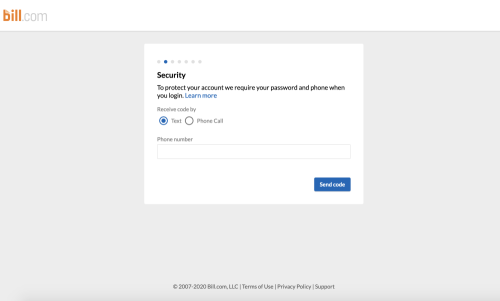 bill.com
Security
To protect your account we require your password and phone when
you login. Learn more
Receive code by
Text Phone Call
Phone number
Send code
© 2007-2020 Bill.com, LLC | Terms of Use | Privacy Policy | Support